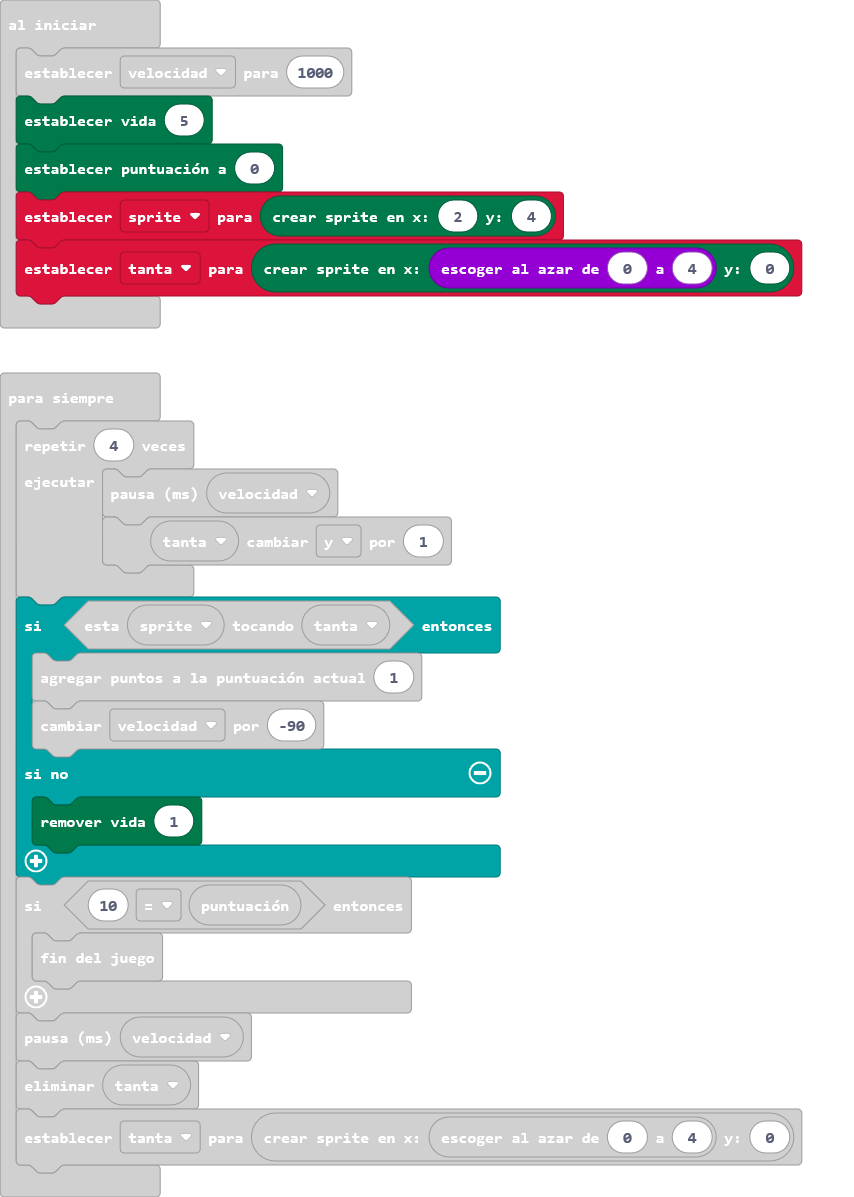 al iniciar
establecer velocidad para 1000
establecer vida 5
establecer puntuación a 0
establecer sprite para crear sprite en x: 2 y: 4
establecer tanta para crear sprite en x: escoger al azar de 0 a 4 y: 0
para siempre
repetir 4 veces
ejecutar
pausa (ms) velocidad
tanta cambiar y por 1
si esta sprite tocando tanta entonces
agregar puntos a la puntuación actual 1
cambiar velocidad por -90
si no
remover vida 1
si 10 = puntuación entonces
fin del juego
pausa (ms) velocidad
eliminar tanta
establecer tanta para crear sprite en x: escoger al azar de 0 a 4 y: 0